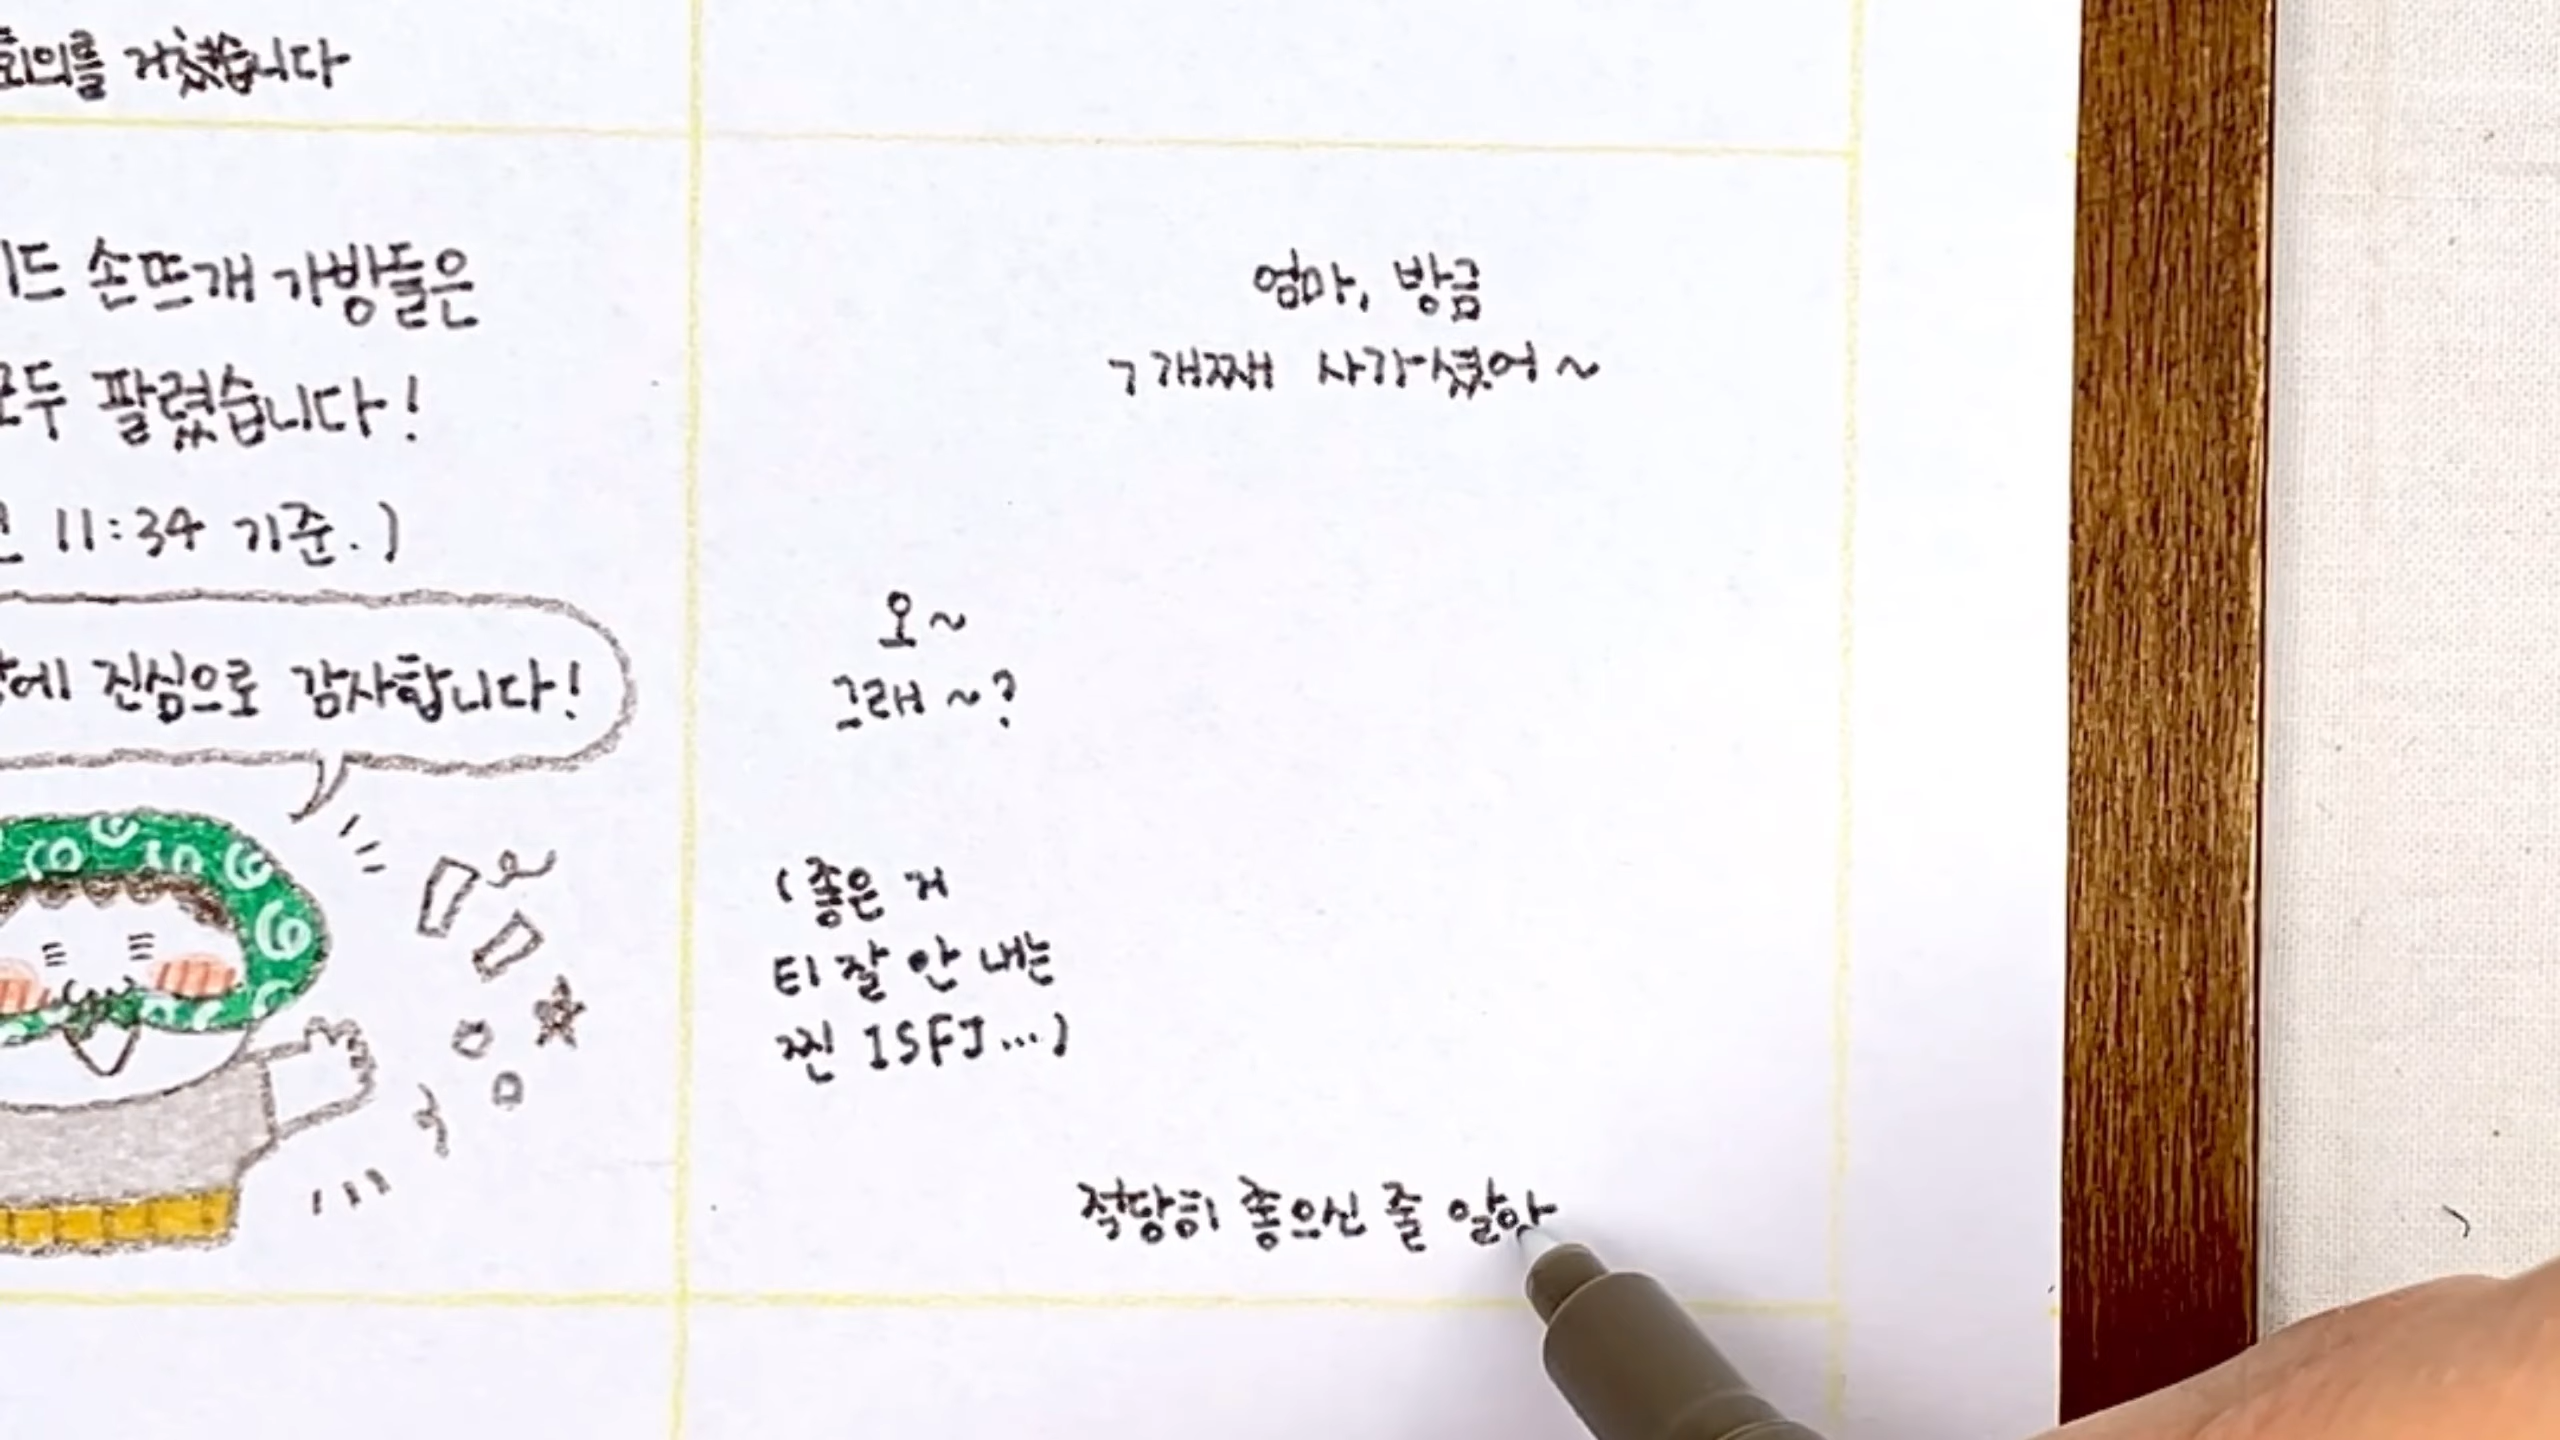 회의를 거쳤습니다
드 손뜨개 가방들은
모두 팔렸습니다!
11:34 기준.)
에 진심으로 감사합니다!
엄마, 방금
7개째 사가셨어~
오~
그래~?
(좋은 거
티 잘 안 내는
찐 ISFJ...)
적당히 좋으신 줄 알아